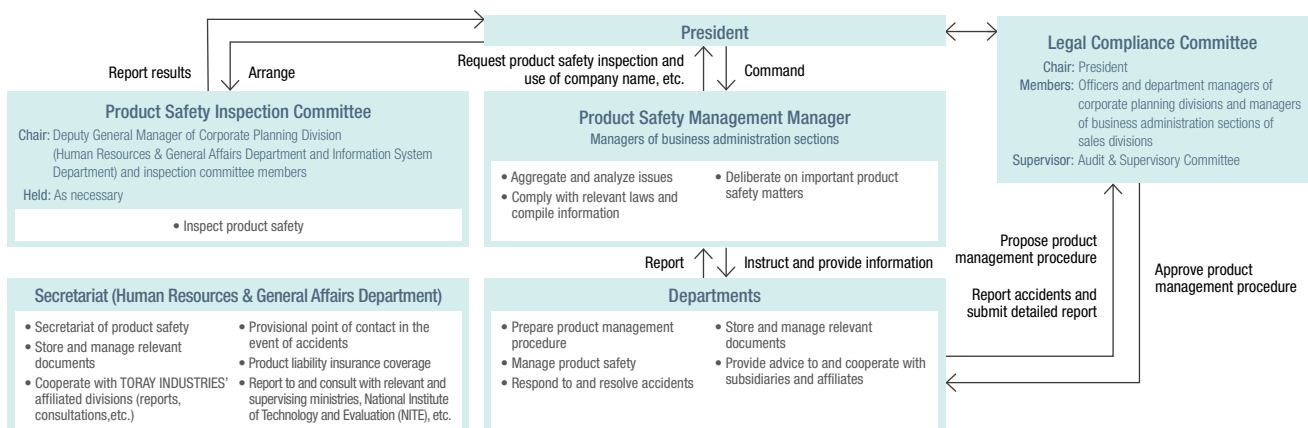 President
Report results
Arrange
Request product safety inspection and
use of company name, etc.
Command
Product Safety Inspection Committee
Chair: Deputy General Manager of Corporate Planning Division
(Human Resources & General Affairs Department and Information System
Department) and inspection committee members
Held: As necessary
• Inspect product safety
Product Safety Management Manager
Managers of business administration sections
• Aggregate and analyze issues
• Comply with relevant laws and
compile information
• Deliberate on important product
safety matters
Legal Compliance Committee
Chair: President
Members: Officers and department managers of
corporate planning divisions and managers
of business administration sections of
sales divisions
Supervisor: Audit & Supervisory Committee
Report
Instruct and provide information
Propose product
management procedure
Report accidents and
submit detailed report
Approve product
management procedure
Secretariat (Human Resources & General Affairs Department)
• Secretariat of product safety
• Store and manage relevant
documents
• Cooperate with TORAY INDUSTRIES'
affiliated divisions (reports,
consultations,etc.)
• Provisional point of contact in the
event of accidents
• Product liability insurance coverage
• Report to and consult with relevant and
supervising ministries, National Institute
of Technology and Evaluation (NITE), etc.
Departments
• Prepare product management
procedure
• Manage product safety
• Respond to and resolve accidents
• Store and manage relevant
documents
• Provide advice to and cooperate with
subsidiaries and affiliates